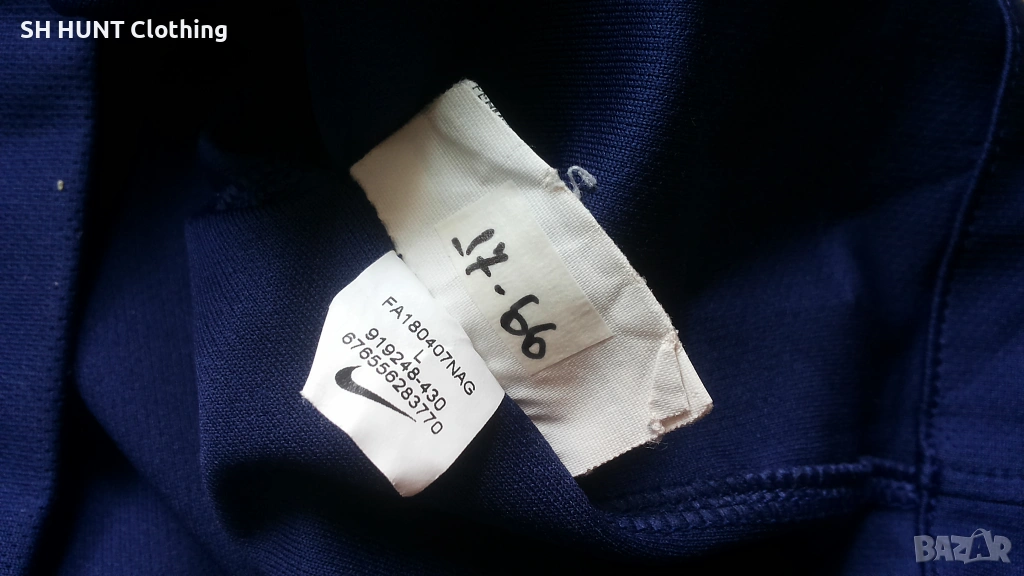 SH HUNT Clothing
17-66
FA180407NAG
L
919248-430
676556283770
BAZAR